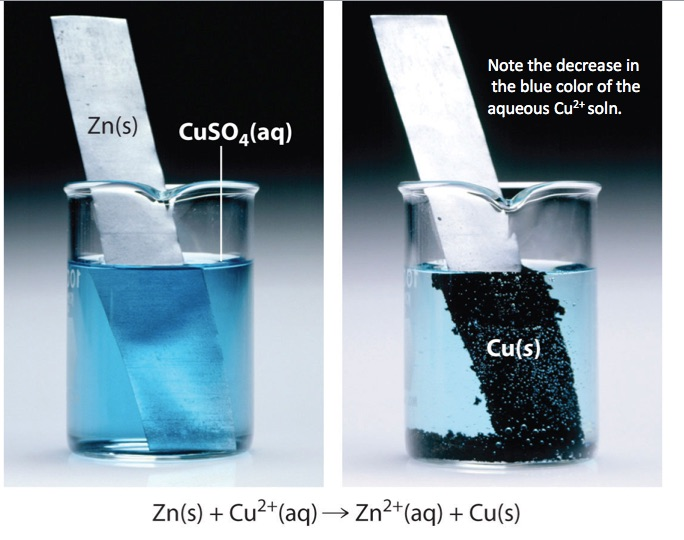 Zn(s)
CuSO₄(aq)
Note the decrease in
the blue color of the
aqueous Cu²⁺ soln.
Cu(s)
Zn(s) + Cu²⁺(aq) → Zn²⁺(aq) + Cu(s)